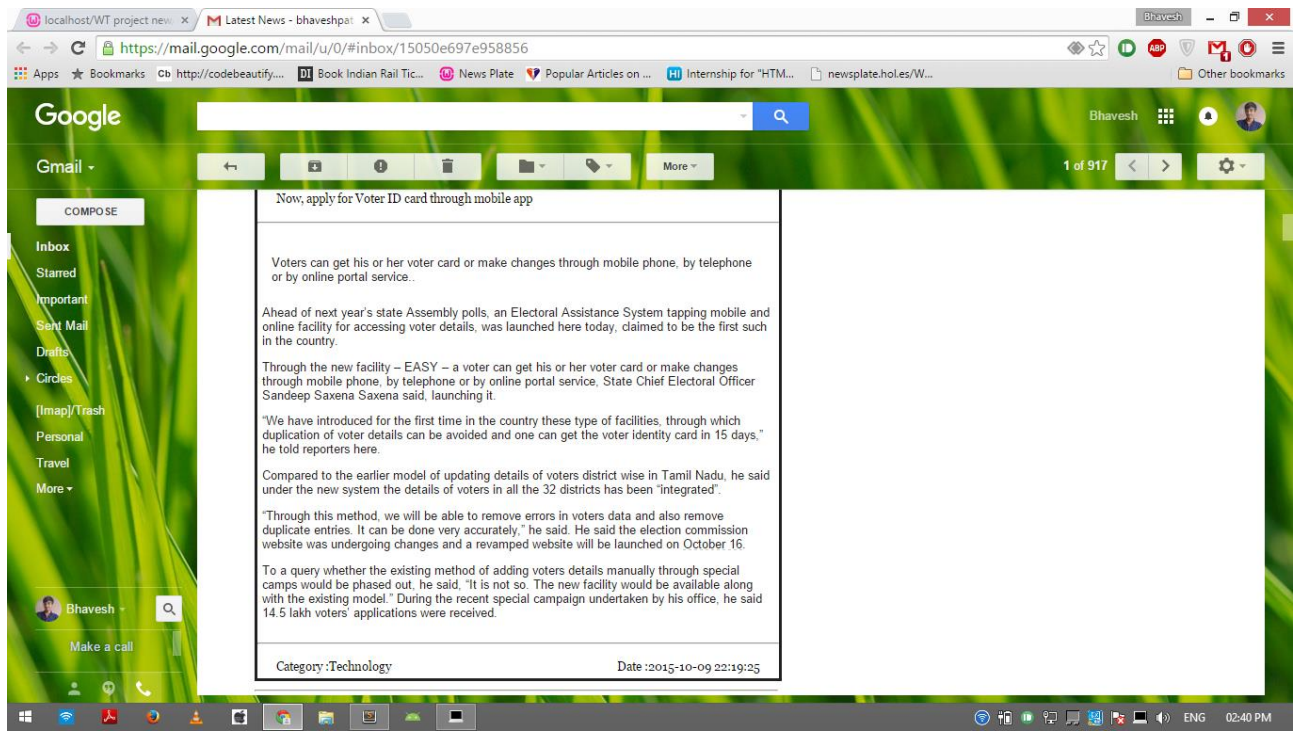 localhost/WT project new
Latest News - bhaveshpat
Bhavesh
https://mail.google.com/mail/u/0/#inbox/15050e697e958856
Apps Bookmarks Cb http://codebeautify.... DI Book Indian Rail Tic... News Plate Popular Articles on ... HI Internship for "HTM... newsplate.hol.es/W... Other bookmarks
Google
Bhavesh
Gmail
More
1 of 917
COMPOSE
Inbox
Starred
Important
Sent Mail
Drafts
Circles
[Imap]/Trash
Personal
Travel
More
Bhavesh
Make a call
Now, apply for Voter ID card through mobile app
Voters can get his or her voter card or make changes through mobile phone, by telephone
or by online portal service..
Ahead of next year's state Assembly polls, an Electoral Assistance System tapping mobile and
online facility for accessing voter details, was launched here today, claimed to be the first such
in the country.
Through the new facility – EASY – a voter can get his or her voter card or make changes
through mobile phone, by telephone or by online portal service, State Chief Electoral Officer
Sandeep Saxena Saxena said, launching it.
“We have introduced for the first time in the country these type of facilities, through which
duplication of voter details can be avoided and one can get the voter identity card in 15 days,”
he told reporters here.
Compared to the earlier model of updating details of voters district wise in Tamil Nadu, he said
under the new system the details of voters in all the 32 districts has been “integrated”.
“Through this method, we will be able to remove errors in voters data and also remove
duplicate entries. It can be done very accurately,” he said. He said the election commission
website was undergoing changes and a revamped website will be launched on October 16.
To a query whether the existing method of adding voters details manually through special
camps would be phased out, he said, “It is not so. The new facility would be available along
with the existing model.” During the recent special campaign undertaken by his office, he said
14.5 lakh voters’ applications were received.
Category :Technology Date :2015-10-09 22:19:25
ENG 02:40 PM